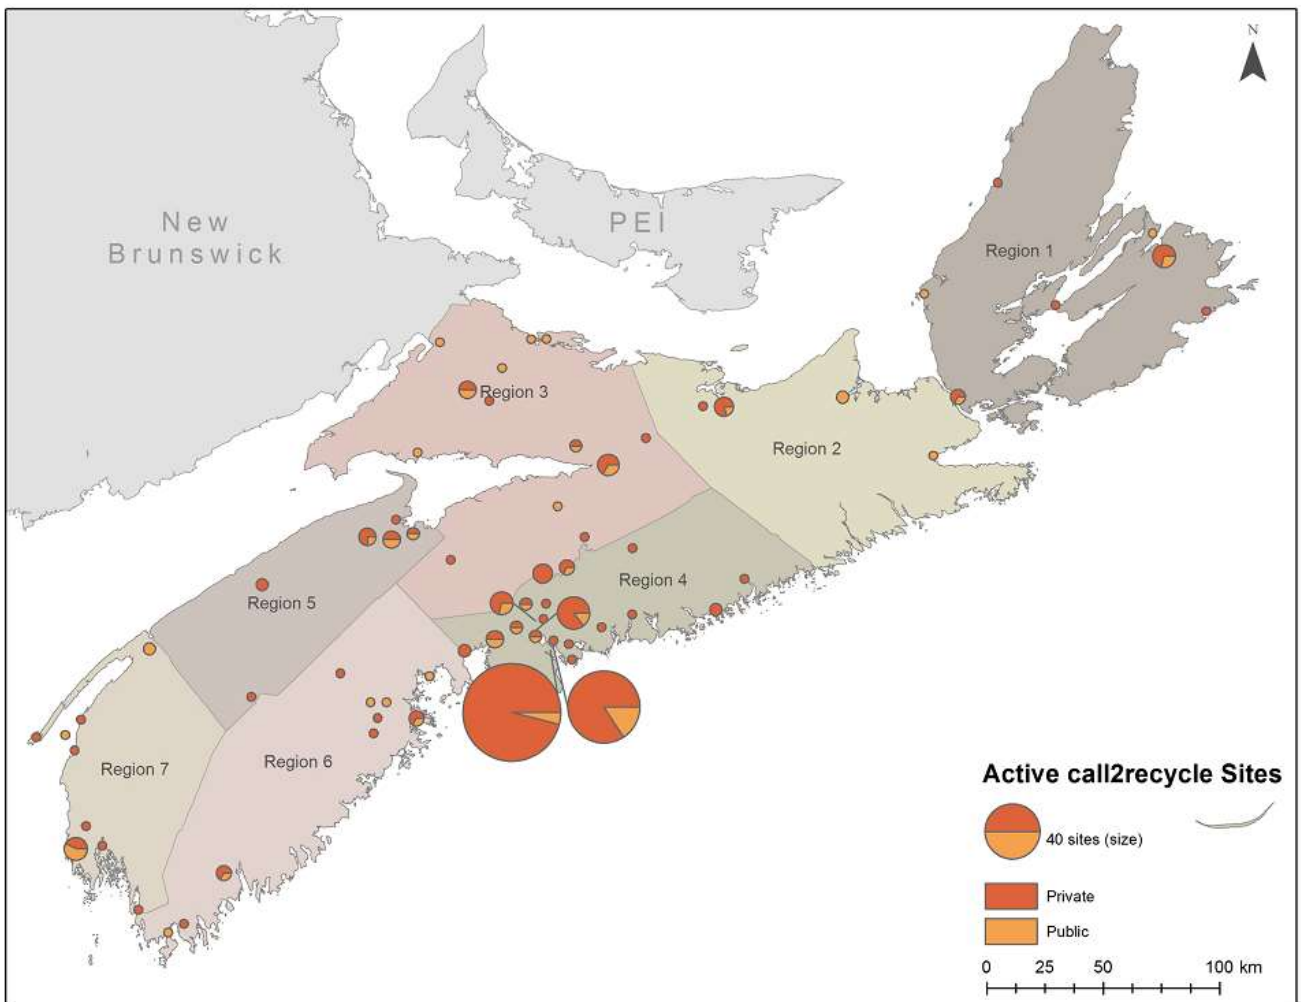 N
New
Brunswick
PEI
Region 1
Region 3
Region 2
Region 4
Region 5
Region 6
Region 7
Active call2recycle Sites
40 sites (size)
Private
Public
0 25 50 100 km